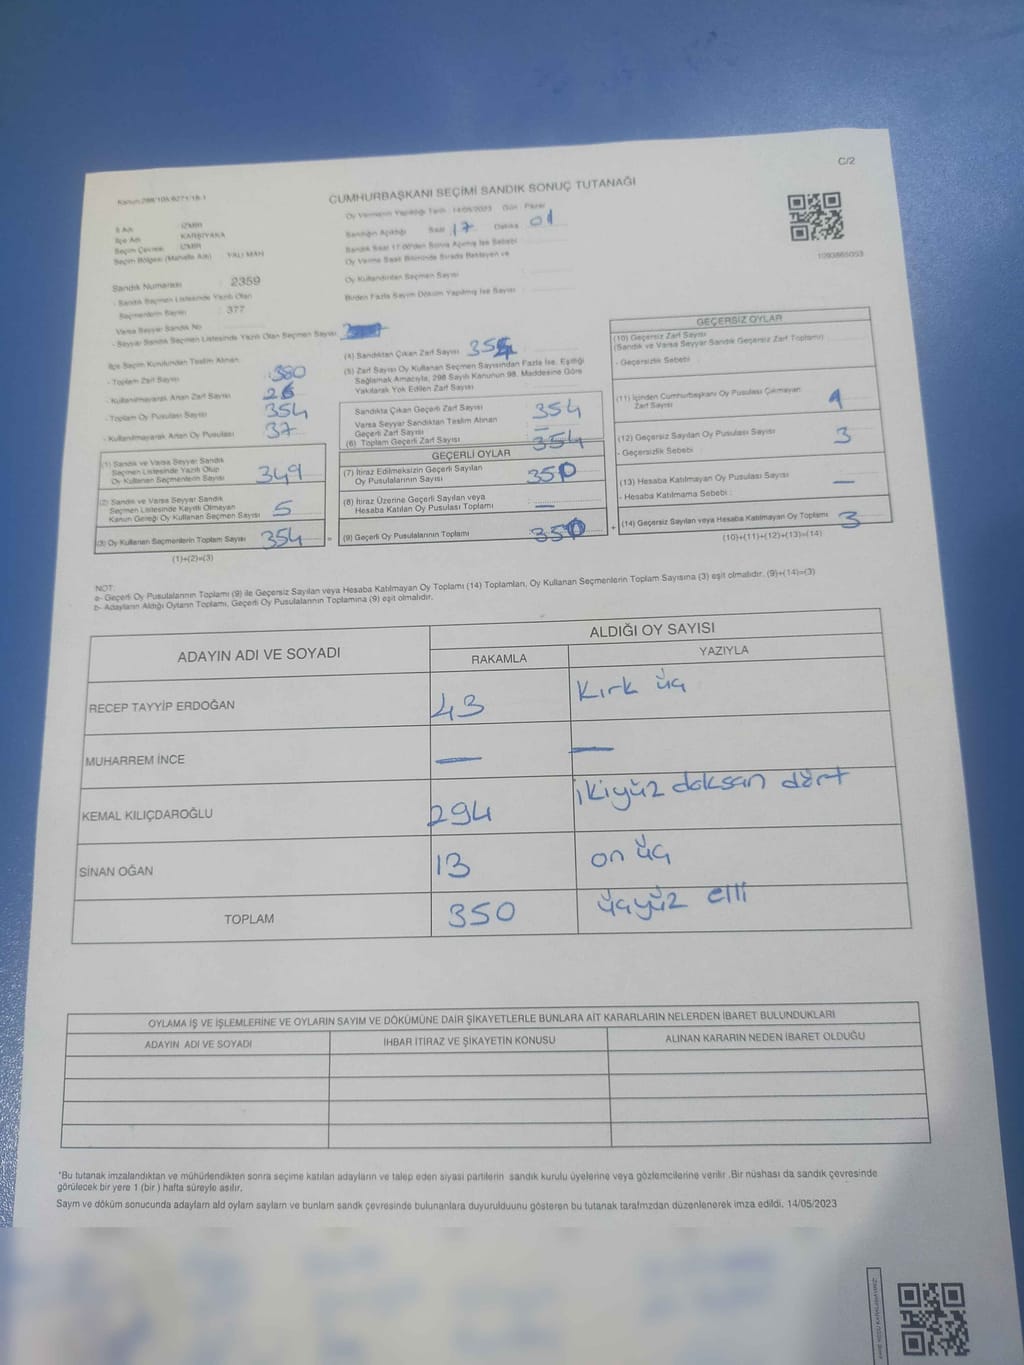 C/2
Kanun:298/105-6271/18-1
CUMHURBAŞKANI SEÇİMİ SANDIK SONUÇ TUTANAĞI
İl Adı İZMİR
İlçe Adı KARŞIYAKA
Seçim Çevresi İZMİR
Seçim Bölgesi (Mahalle Adı) : YALI MAH.
Sandık Numarası : 2359
- Sandık Seçmen Listesinde Yazılı Olan
Seçmenlerin Sayısı : 377
Varsa Seyyar Sandık No
- Seyyar Sandık Seçmen Listesinde Yazılı Olan Seçmen Sayısı
Oy Vermenin Yapıldığı Tarih : 14/05/2023 Gün : Pazar
Sandığın Açıldığı Saat : 17 Dakika : 01
Sandık Saat 17:00'den Sonra Açılmış İse Sebebi
Oy Verme Saati Bitiminde Sırada Bekleyen ve
Oy Kullandırılan Seçmen Sayısı
Birden Fazla Sayım Döküm Yapılmış İse Sayısı
1093865053
İlçe Seçim Kurulundan Teslim Alınan
- Toplam Zarf Sayısı : 380
- Kullanılmayarak Artan Zarf Sayısı : 26
- Toplam Oy Pusulası Sayısı : 354
- Kullanılmayarak Artan Oy Pusulası : 37
(1) Sandık ve Varsa Seyyar Sandık
Seçmen Listesinde Yazılı Olup
Oy Kullanan Seçmenlerin Sayısı : 349
(2) Sandık ve Varsa Seyyar Sandık
Seçmen Listesinde Kayıtlı Olmayan
Kanun Gereği Oy Kullanan Seçmen Sayısı : 5
(3) Oy Kullanan Seçmenlerin Toplam Sayısı : 354
(1)+(2)=(3)
(4) Sandıktan Çıkan Zarf Sayısı : 354
(5) Zarf Sayısı Oy Kullanan Seçmen Sayısından Fazla İse, Eşitliği
Sağlamak Amacıyla, 298 Sayılı Kanunun 98. Maddesine Göre
Yakılarak Yok Edilen Zarf Sayısı
Sandıkta Çıkan Geçerli Zarf Sayısı : 354
Varsa Seyyar Sandıktan Teslim Alınan
Geçerli Zarf Sayısı : —
(6) Toplam Geçerli Zarf Sayısı : 354
GEÇERLİ OYLAR
(7) İtiraz Edilmeksizin Geçerli Sayılan
Oy Pusulalarının Sayısı : 350
(8) İtiraz Üzerine Geçerli Sayılan veya
Hesaba Katılan Oy Pusulası Toplamı : —
(9) Geçerli Oy Pusulalarının Toplamı : 350
GEÇERSİZ OYLAR
(10) Geçersiz Zarf Sayısı
(Sandık ve Varsa Seyyar Sandık Geçersiz Zarf Toplamı)
- Geçersizlik Sebebi
(11) İçinden Cumhurbaşkanı Oy Pusulası Çıkmayan
Zarf Sayısı : 1
(12) Geçersiz Sayılan Oy Pusulası Sayısı : 3
- Geçersizlik Sebebi
(13) Hesaba Katılmayan Oy Pusulası Sayısı : —
- Hesaba Katılmama Sebebi :
(14) Geçersiz Sayılan veya Hesaba Katılmayan Oy Toplamı : 3
(10)+(11)+(12)+(13)=(14)
NOT:
a- Geçerli Oy Pusulalarının Toplamı (9) ile Geçersiz Sayılan veya Hesaba Katılmayan Oy Toplamı (14) Toplamları, Oy Kullanan Seçmenlerin Toplam Sayısına (3) eşit olmalıdır. (9)+(14)=(3)
b- Adayların Aldığı Oyların Toplamı, Geçerli Oy Pusulalarının Toplamına (9) eşit olmalıdır.
ADAYIN ADI VE SOYADI ALDIĞI OY SAYISI
RAKAMLA YAZIYLA
RECEP TAYYİP ERDOĞAN 43 Kırk üç
MUHARREM İNCE — —
KEMAL KILIÇDAROĞLU 294 ikiyüz doksan dört
SİNAN OĞAN 13 on üç
TOPLAM 350 üçyüz elli
OYLAMA İŞ VE İŞLEMLERİNE VE OYLARIN SAYIM VE DÖKÜMÜNE DAİR ŞİKAYETLERLE BUNLARA AİT KARARLARIN NELERDEN İBARET BULUNDUKLARI
ADAYIN ADI VE SOYADI İHBAR İTİRAZ VE ŞİKAYETİN KONUSU ALINAN KARARIN NEDEN İBARET OLDUĞU
*Bu tutanak imzalandıktan ve mühürlendikten sonra seçime katılan adayların ve talep eden siyasi partilerin sandık kurulu üyelerine veya gözlemcilerine verilir .Bir nüshası da sandık çevresinde
görülecek bir yere 1 (bir ) hafta süreyle asılır.
Saym ve döküm sonucunda adaylarn ald oylarn saylarn ve bunlarn sandk çevresinde bulunanlara duyurulduunu gösteren bu tutanak tarafmzdan düzenlenerek imza edildi. 14/05/2023